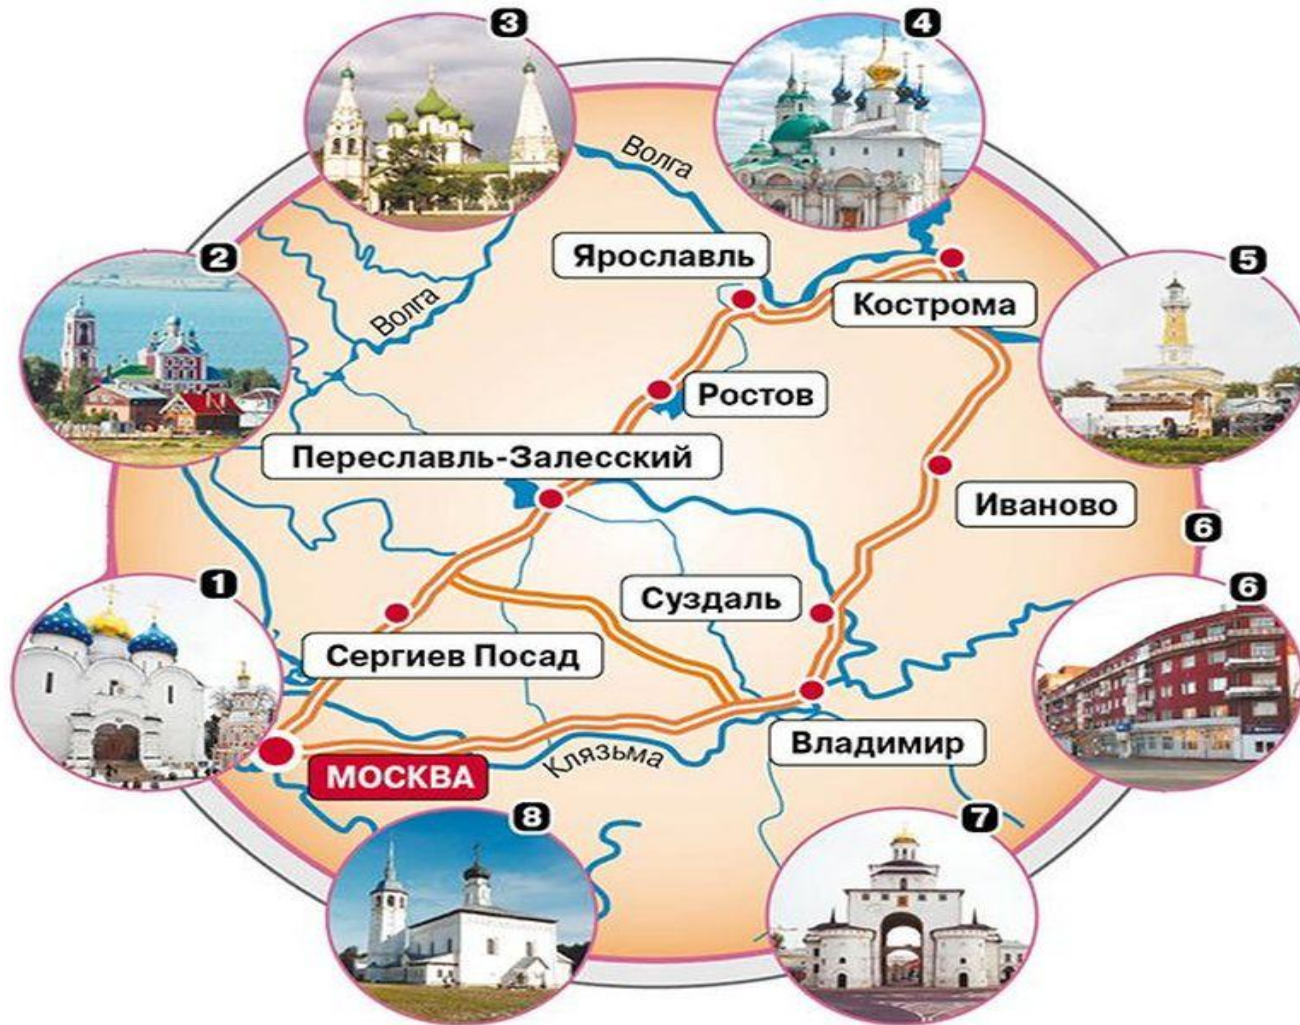 3
4
Волга
2
Ярославль
5
Волга
Кострома
Ростов
Переславль-Залесский
Иваново
6
1
Суздаль
6
Сергиев Посад
Владимир
Клязьма
МОСКВА
8
7